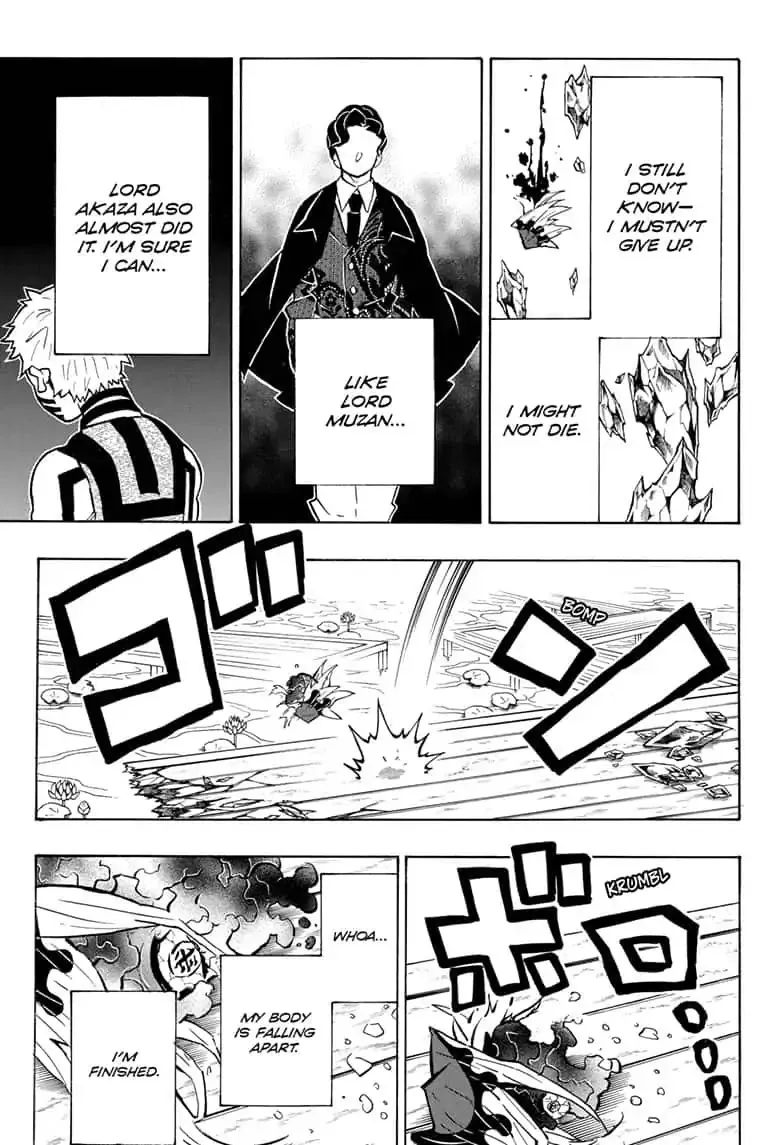 I STILL
DON'T
KNOW—
I MUSTN'T
GIVE UP.
I MIGHT
NOT DIE.
LIKE
LORD
MUZAN...
LORD
AKAZA ALSO
ALMOST DID
IT. I'M SURE
I CAN...
ゴン
BOMP
ボロ
KRUMBL
WHOA...
MY BODY
IS FALLING
APART.
I'M
FINISHED.